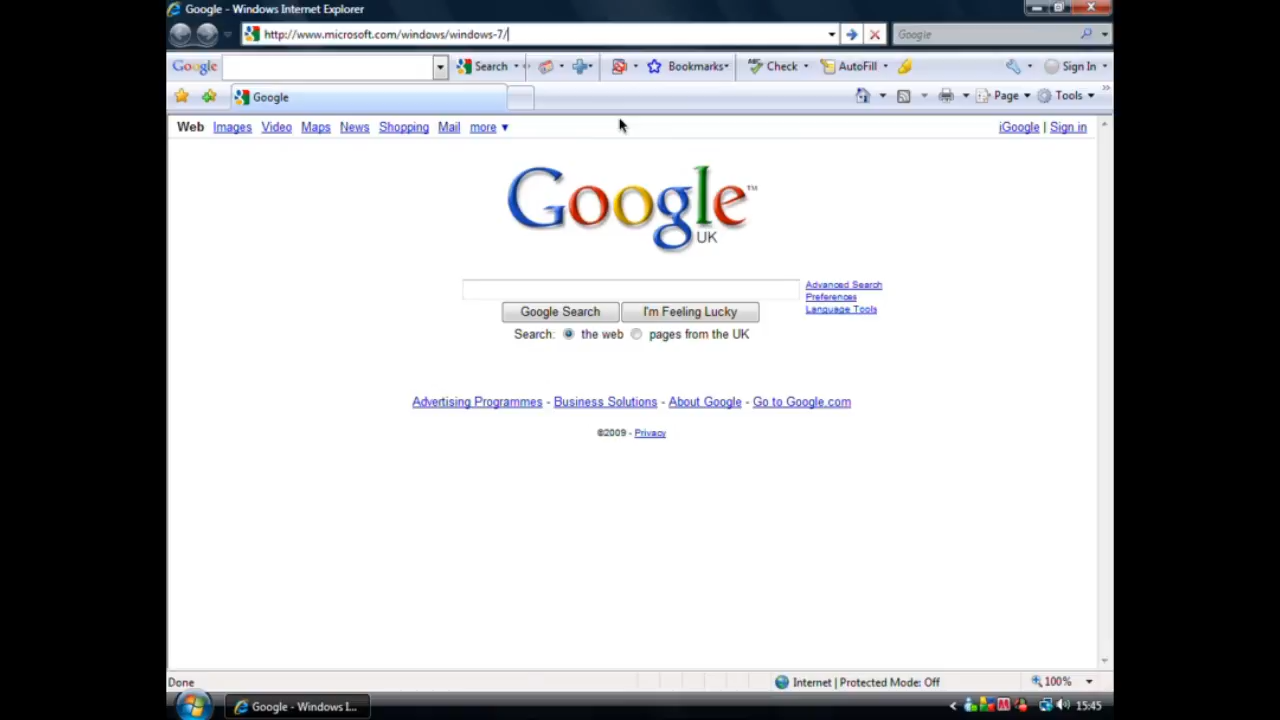 Google - Windows Internet Explorer
http://www.microsoft.com/windows/windows-7/
Google
Google Search Bookmarks Check AutoFill Sign In
Google Page Tools
Web Images Video Maps News Shopping Mail more iGoogle | Sign in
Google™
UK
Advanced Search
Preferences
Language Tools
Google Search I'm Feeling Lucky
Search: the web pages from the UK
Advertising Programmes - Business Solutions - About Google - Go to Google.com
©2009 - Privacy
Done Internet | Protected Mode: Off 100%
Google - Windows I... 15:45